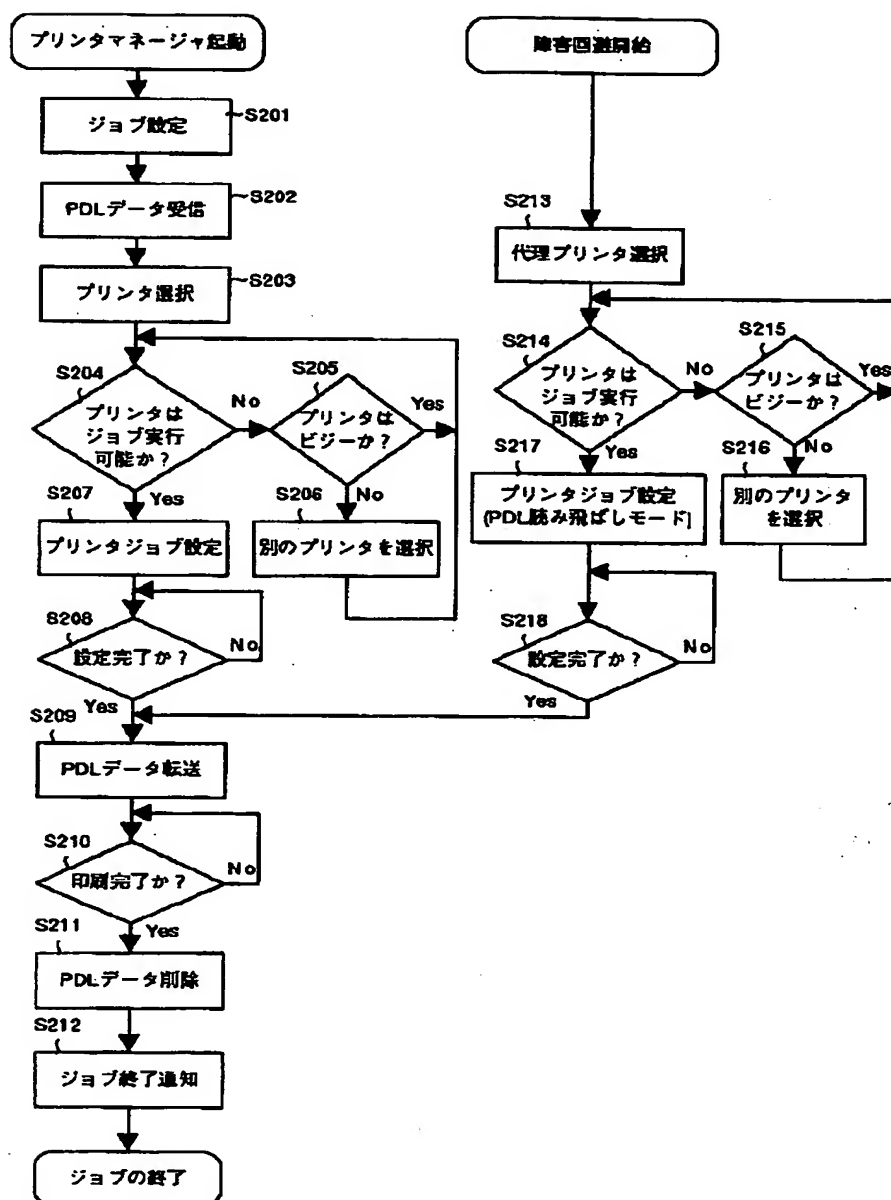 プリンタマネージャ起動
ジョブ設定
S201
PDLデータ受信
S202
プリンタ選択
S203
S204
プリンタは
ジョブ実行
可能か?
No
Yes
S205
プリンタは
ビジーか?
Yes
No
S206
別のプリンタを選択
S207
プリンタジョブ設定
S208
設定完了か?
No
Yes
S209
PDLデータ転送
S210
印刷完了か?
No
Yes
S211
PDLデータ削除
S212
ジョブ終了通知
ジョブの終了
障害回避開始
S213
代理プリンタ選択
S214
プリンタは
ジョブ実行
可能か?
No
Yes
S215
プリンタは
ビジーか?
Yes
No
S216
別のプリンタ
を選択
S217
プリンタジョブ設定
(PDL読み飛ばしモード]
S218
設定完了か?
No
Yes